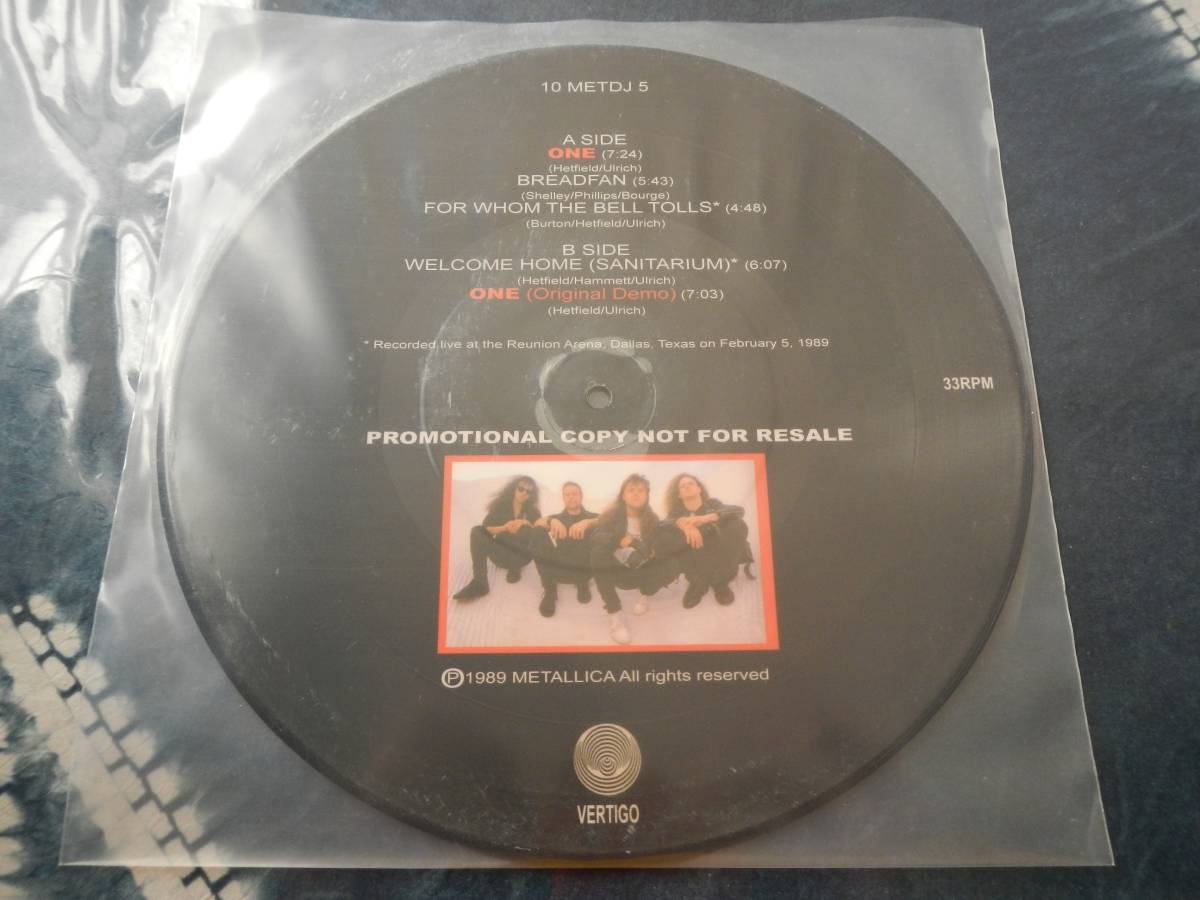 10 METDJ 5
A SIDE
ONE (7:24)
(Hetfield/Ulrich)
BREADFAN (5:43)
(Shelley/Phillips/Bourge)
FOR WHOM THE BELL TOLLS* (4:48)
(Burton/Hetfield/Ulrich)
B SIDE
WELCOME HOME (SANITARIUM)* (6:07)
(Hetfield/Hammett/Ulrich)
ONE (Original Demo) (7:03)
(Hetfield/Ulrich)
* Recorded live at the Reunion Arena, Dallas, Texas on February 5, 1989
33RPM
PROMOTIONAL COPY NOT FOR RESALE
℗1989 METALLICA All rights reserved
VERTIGO